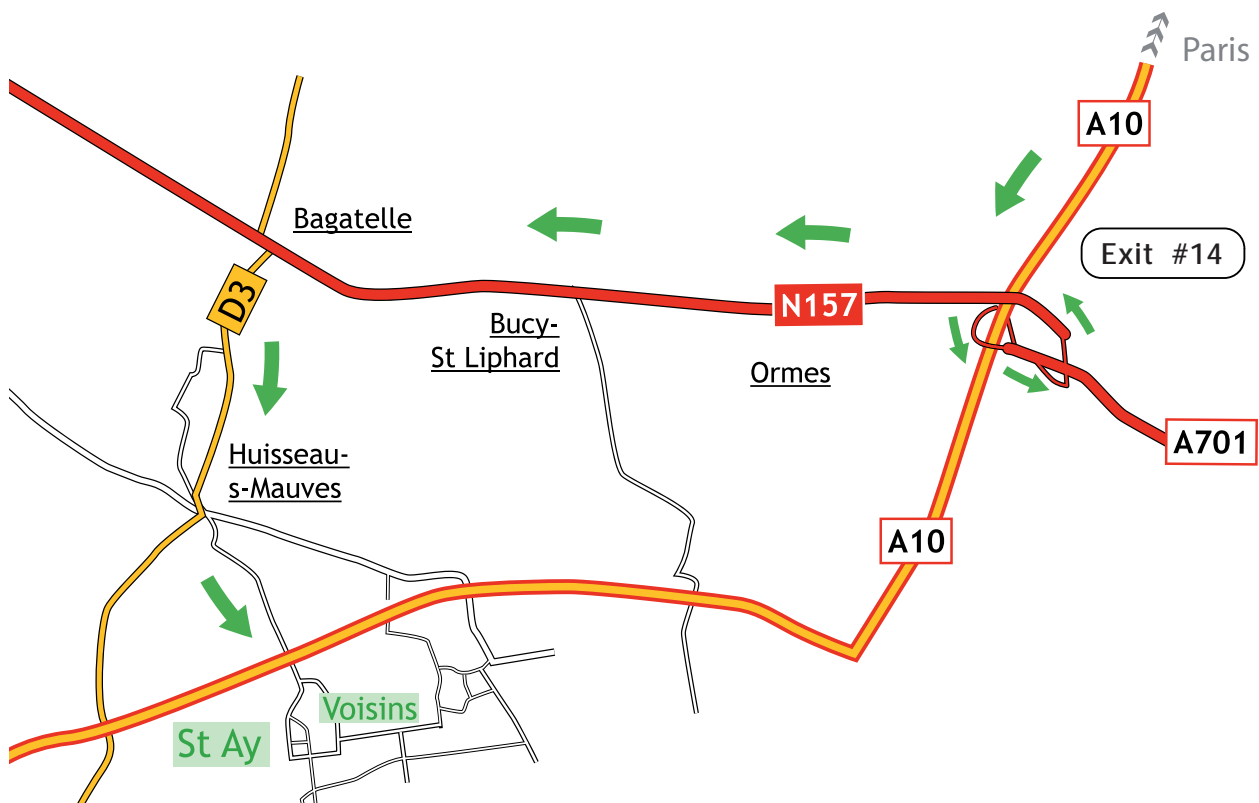 Paris
A10
Bagatelle
Exit #14
D3
N157
Bucy-
St Liphard
Ormes
A701
Huisseau-
s-Mauves
A10
Voisins
St Ay